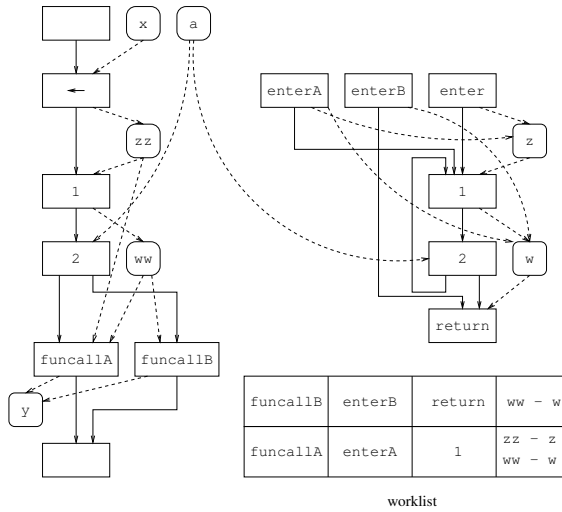 x
a
←
zz
1
2
ww
funcallA
funcallB
y
enterA
enterB
enter
z
1
2
w
return
funcallB enterB return ww - w
funcallA enterA 1 zz - z
ww - w
worklist